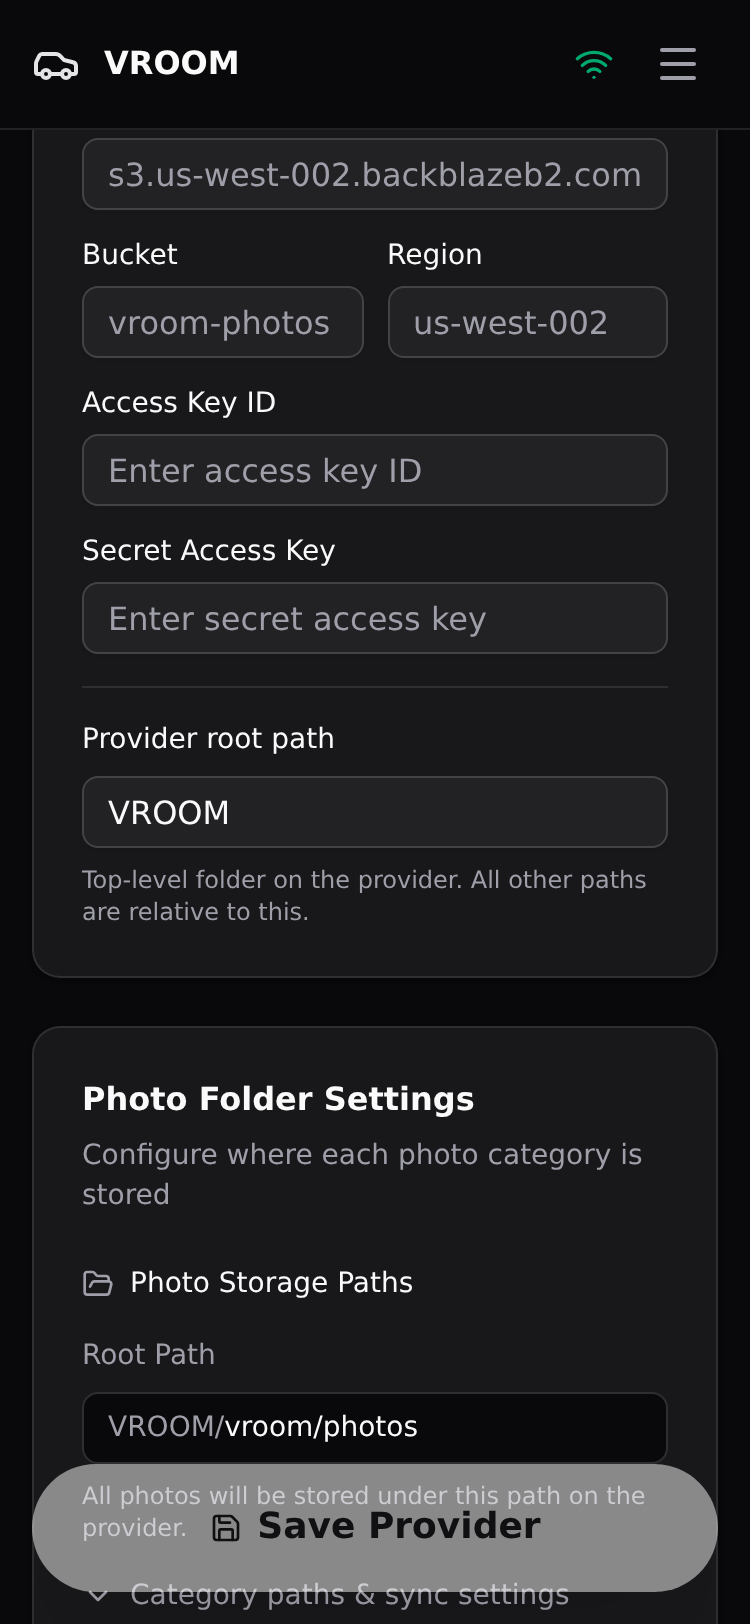 VROOM
s3.us-west-002.backblazeb2.com
Bucket
Region
vroom-photos
us-west-002
Access Key ID
Enter access key ID
Secret Access Key
Enter secret access key
Provider root path
VROOM
Top-level folder on the provider. All other paths
are relative to this.
Photo Folder Settings
Configure where each photo category is
stored
Photo Storage Paths
Root Path
VROOM/vroom/photos
All photos will be stored under this path on the
provider.
Save Provider
Category paths & sync settings